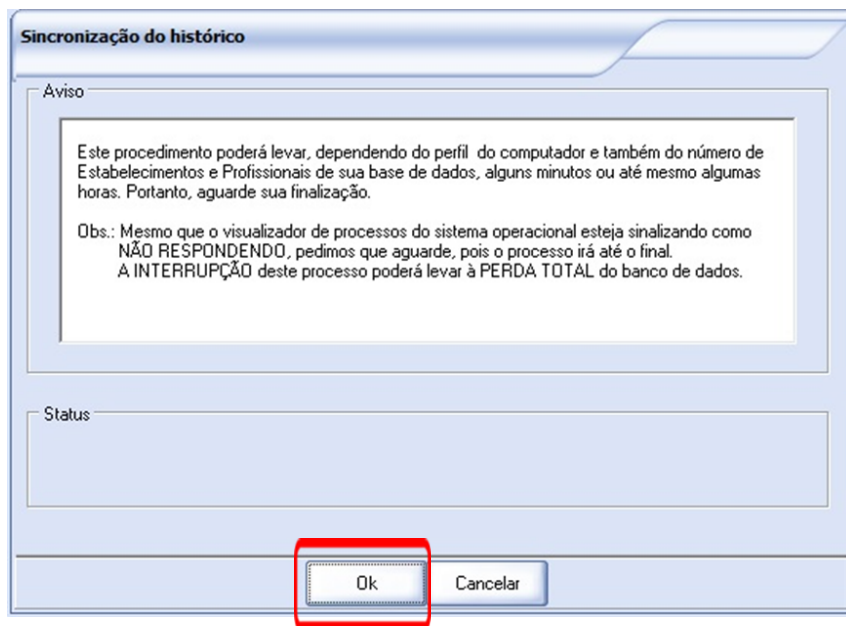 Sincronização do histórico
Aviso
Este procedimento poderá levar, dependendo do perfil do computador e também do número de
Estabelecimentos e Profissionais de sua base de dados, alguns minutos ou até mesmo algumas
horas. Portanto, aguarde sua finalização.
Obs.: Mesmo que o visualizador de processos do sistema operacional esteja sinalizando como
NÃO RESPONDENDO, pedimos que aguarde, pois o processo irá até o final.
A INTERRUPÇÃO deste processo poderá levar à PERDA TOTAL do banco de dados.
Status
Ok Cancelar